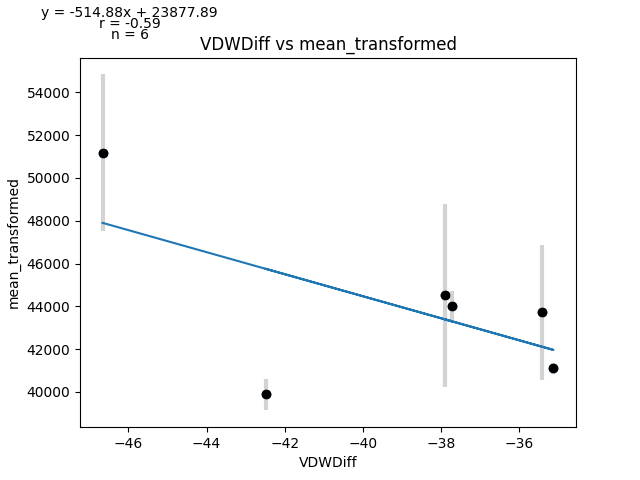 y = -514.88x + 23877.89
r = -0.59
n = 6
VDWDiff vs mean_transformed
54000
52000
50000
48000
46000
44000
42000
40000
mean_transformed
−46
−44
−42
−40
−38
−36
VDWDiff